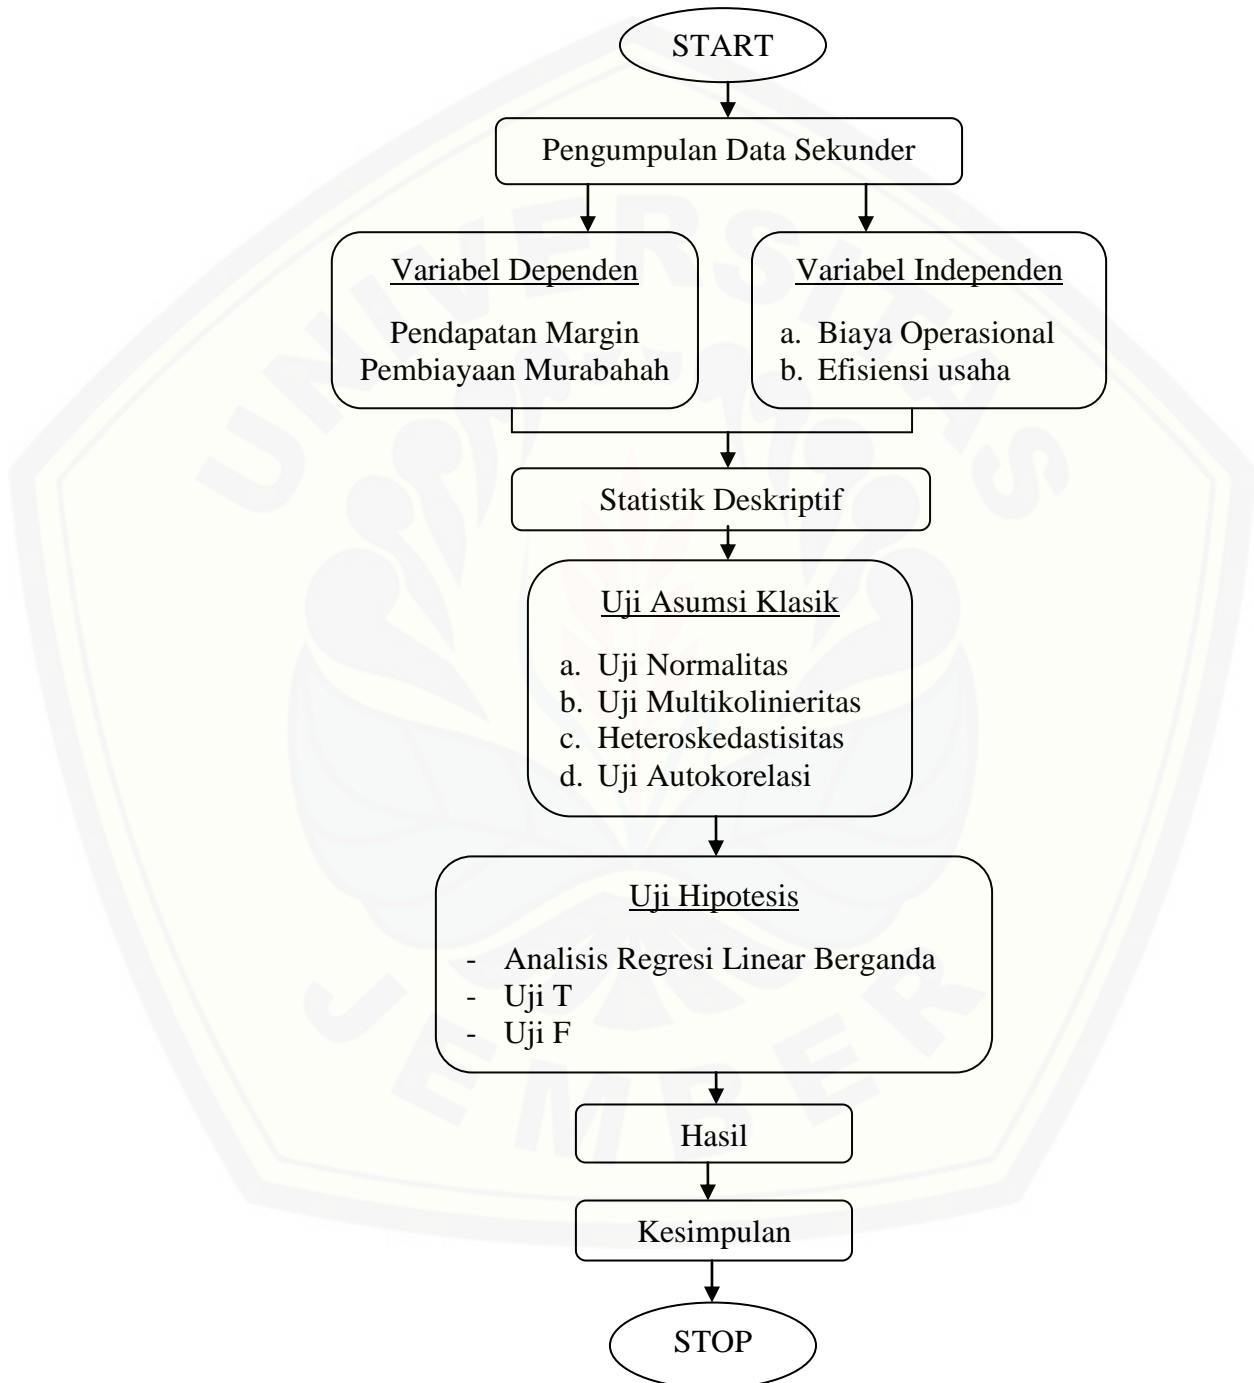 START
Pengumpulan Data Sekunder
Variabel Dependen
Pendapatan Margin
Pembiayaan Murabahah
Variabel Independen
a. Biaya Operasional
b. Efisiensi usaha
Statistik Deskriptif
Uji Asumsi Klasik
a. Uji Normalitas
b. Uji Multikolinieritas
c. Heteroskedastisitas
d. Uji Autokorelasi
Uji Hipotesis
- Analisis Regresi Linear Berganda
- Uji T
- Uji F
Hasil
Kesimpulan
STOP
UNIVERSITAS
JEMBER